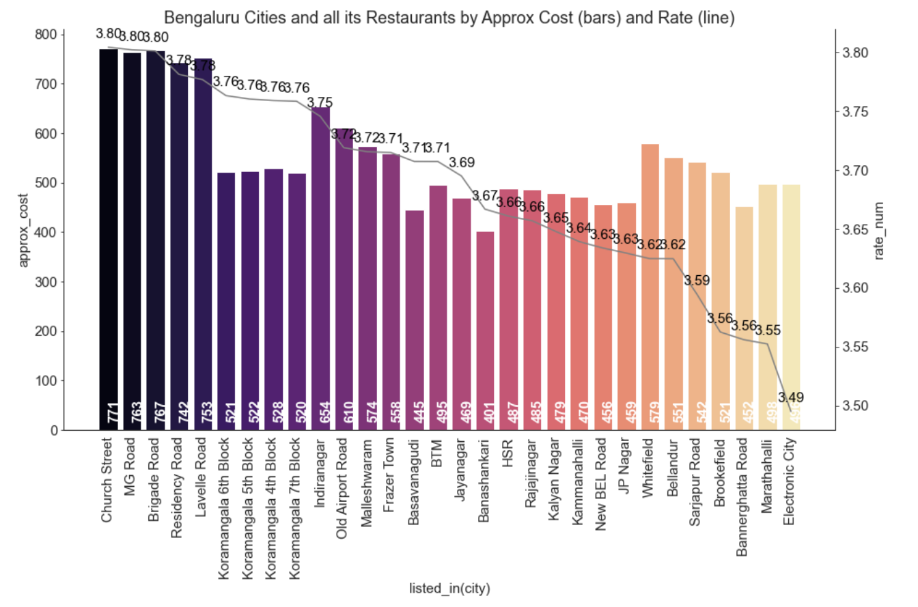 Bengaluru Cities and all its Restaurants by Approx Cost (bars) and Rate (line)
approx_cost
800
700
600
500
400
300
200
100
0
3.80 3.80 3.80 3.78 3.78 3.76 3.76 3.76 3.76 3.75 3.72 3.72 3.71 3.71 3.71 3.69 3.67 3.66 3.66 3.65 3.64 3.63 3.63 3.62 3.62 3.59 3.56 3.56 3.55 3.49
771 763 767 742 753 521 522 528 520 654 610 574 558 445 495 469 401 487 485 479 470 456 459 579 551 542 521 452 498
3.80
3.75
3.70
3.65
3.60
3.55
3.50
rate_num
Church Street
MG Road
Brigade Road
Residency Road
Lavelle Road
Koramangala 6th Block
Koramangala 5th Block
Koramangala 4th Block
Koramangala 7th Block
Indiranagar
Old Airport Road
Malleshwaram
Frazer Town
Basavanagudi
BTM
Jayanagar
Banashankari
HSR
Rajajinagar
Kalyan Nagar
Kammanahalli
New BEL Road
JP Nagar
Whitefield
Bellandur
Sarjapur Road
Brookefield
Bannerghatta Road
Marathahalli
Electronic City
listed_in(city)